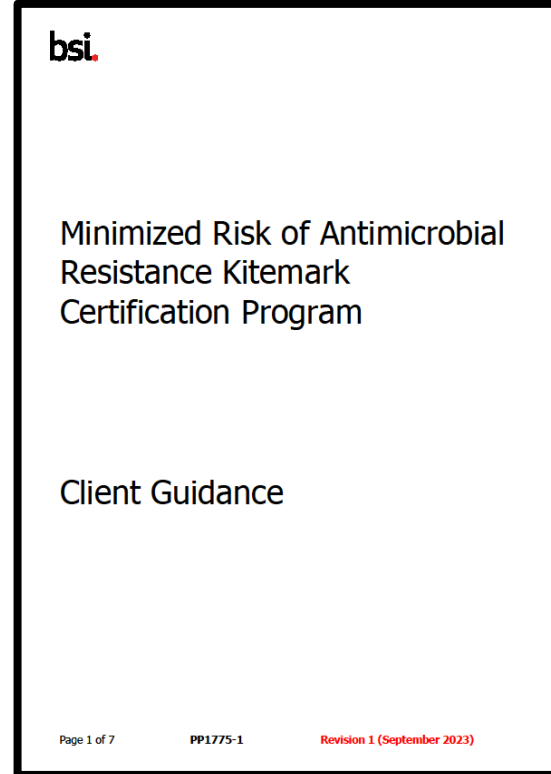 bsi.
Minimized Risk of Antimicrobial
Resistance Kitemark
Certification Program
Client Guidance
Page 1 of 7 PP1775-1 Revision 1 (September 2023)